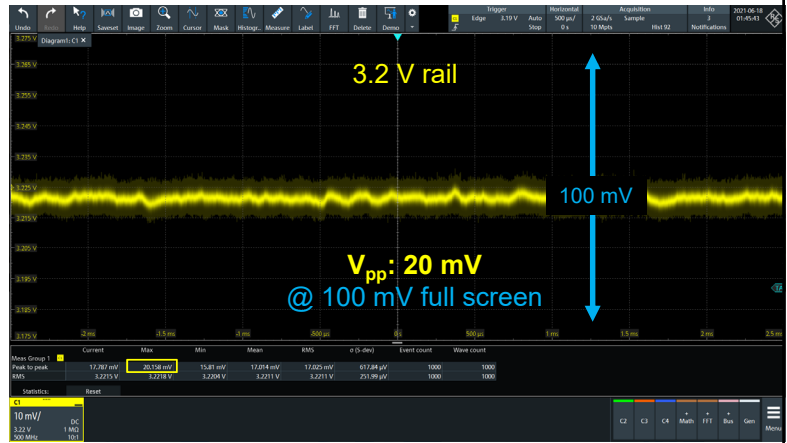 Undo Redo Help Saveset Image Zoom Cursor Mask Histogr.. Measure Label FFT Delete Demo
Trigger Horizontal Acquisition Info 2021-06-18
Edge 3.19 V Auto 500 µs/ 2 GSa/s Sample 3 01:45:43
Stop 0 s 10 Mpts Hist 92 Notifications
3.275 V Diagram1: C1 X
3.265 V
3.255 V
3.245 V
3.235 V
3.225 V
3.215 V
3.205 V
3.195 V
3.185 V
3.175 V
3.2 V rail
100 mV
Vpp: 20 mV
@ 100 mV full screen
TA
-2 ms -1.5 ms -1 ms -500 µs 0 s 500 µs 1 ms 1.5 ms 2 ms 2.5 m
Meas Group 1 Current Max Min Mean RMS σ (S-dev) Event count Wave count
Peak to peak 17.787 mV 20.158 mV 15.81 mV 17.014 mV 17.025 mV 617.84 µV 1000 1000
RMS 3.2215 V 3.2218 V 3.2204 V 3.2211 V 3.2211 V 251.99 µV 1000 1000
Statistics: Reset
C1
10 mV/ DC
3.22 V 1 MΩ
500 MHz 10:1
C2 C3 C4 + Math + FFT + Bus Gen Menu